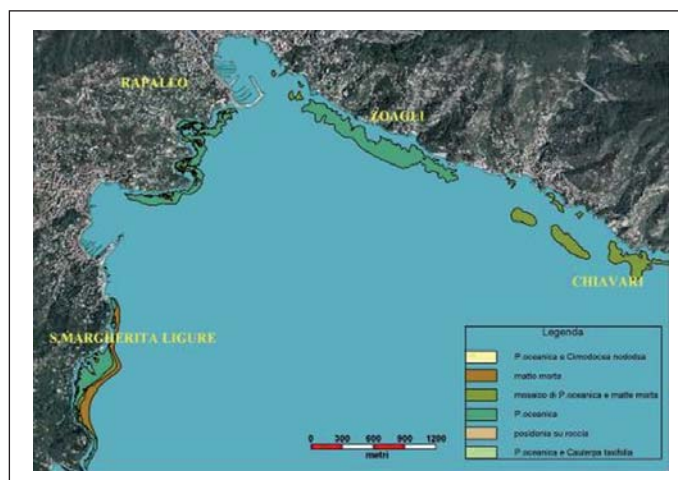 RAPALLO
ZOAGLI
CHIAVARI
S.MARGHERITA LIGURE
Legenda
P.oceanica e Cimodocea nododsa
matte morta
mosaico di P.oceanica e matte morta
P.oceanica
posidonia su roccia
P.oceanica e Caulerpa taxifolia
0 300 600 900 1200
metri